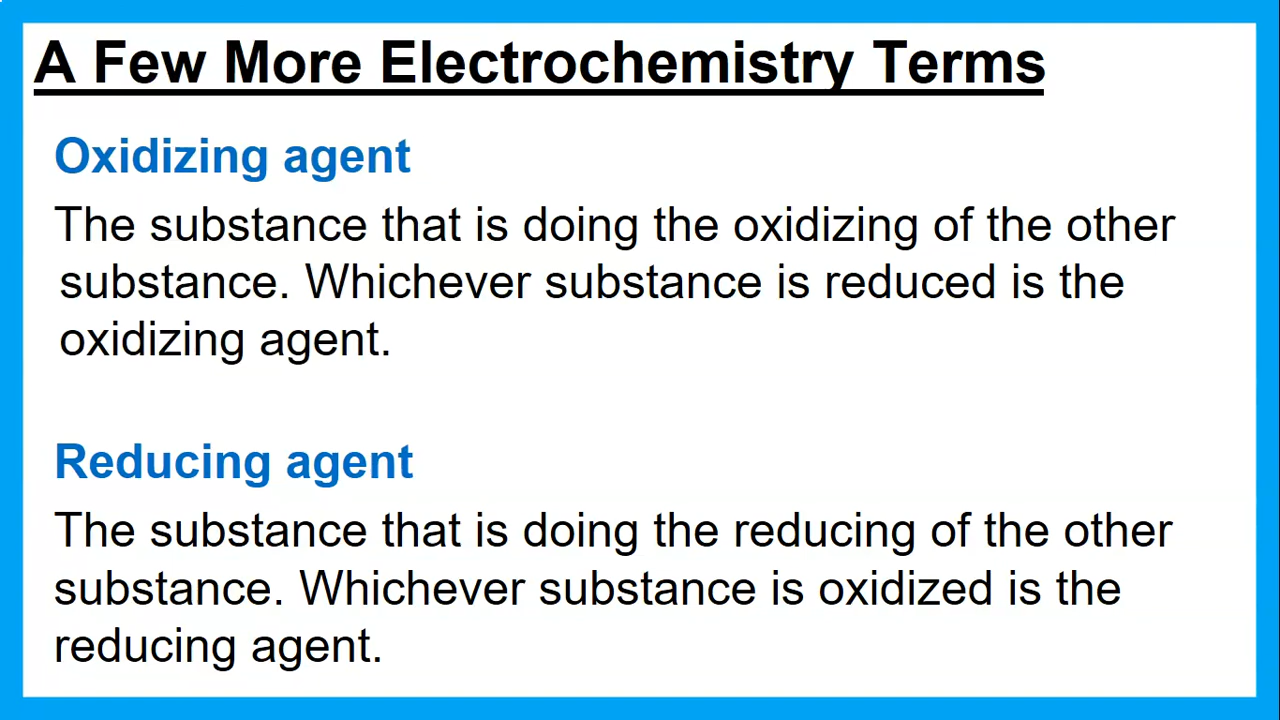 A Few More Electrochemistry Terms
Oxidizing agent
The substance that is doing the oxidizing of the other
substance. Whichever substance is reduced is the
oxidizing agent.
Reducing agent
The substance that is doing the reducing of the other
substance. Whichever substance is oxidized is the
reducing agent.